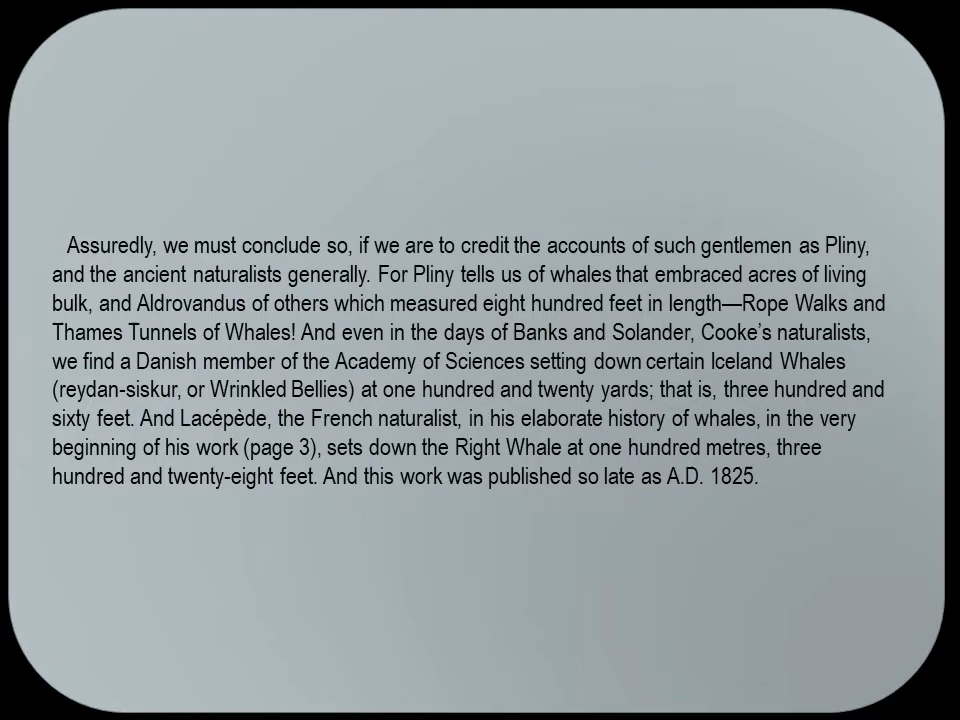 Assuredly, we must conclude so, if we are to credit the accounts of such gentlemen as Pliny,
and the ancient naturalists generally. For Pliny tells us of whales that embraced acres of living
bulk, and Aldrovandus of others which measured eight hundred feet in length—Rope Walks and
Thames Tunnels of Whales! And even in the days of Banks and Solander, Cooke’s naturalists,
we find a Danish member of the Academy of Sciences setting down certain Iceland Whales
(reydan-siskur, or Wrinkled Bellies) at one hundred and twenty yards; that is, three hundred and
sixty feet. And Lacépède, the French naturalist, in his elaborate history of whales, in the very
beginning of his work (page 3), sets down the Right Whale at one hundred metres, three
hundred and twenty-eight feet. And this work was published so late as A.D. 1825.